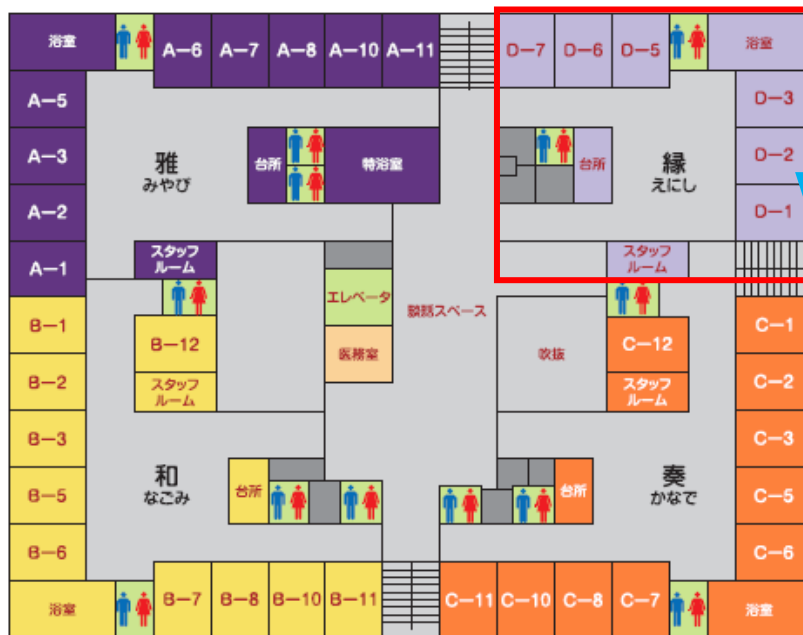 浴室
A-6
A-7
A-8
A-10
A-11
D-7
D-6
D-5
浴室
A-5
A-3
A-2
A-1
雅
みやび
台所
特浴室
台所
縁
えにし
D-3
D-2
D-1
スタッフ
ルーム
スタッフ
ルーム
エレベータ
医務室
談話スペース
吹抜
B-1
B-2
B-3
B-5
B-6
B-12
スタッフ
ルーム
C-12
スタッフ
ルーム
C-1
C-2
C-3
C-5
C-6
和
なごみ
台所
台所
奏
かなで
浴室
B-7
B-8
B-10
B-11
C-11
C-10
C-8
C-7
浴室